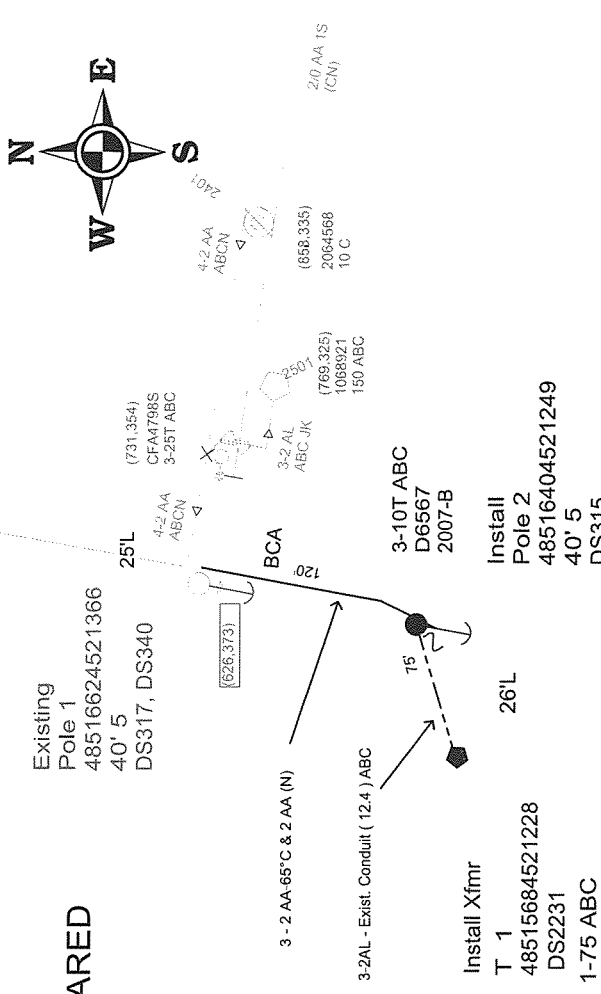 ARED
N
E
S
W
Existing
Pole 1
48516624521366
40' 5
DS317, DS340
25'L
4-2 AA
ABCN
(731,354)
CFA4798S
3-25T ABC
3-2 AL
ABC JK
2501
(769,325)
1068921
150 ABC
4-2 AA
ABCN
2401
(858,335)
2064568
10 C
2/0 AA 1S
(CN)
(626,373)
BCA
120'
3 - 2 AA-65°C & 2 AA (N)
3-2AL - Exist. Conduit ( 12.4 ) ABC
75'
26'L
3-10T ABC
D6567
2007-B
Install
Pole 2
48516404521249
40' 5
DS315
Install Xfmr
T 1
48515684521228
DS2231
1-75 ABC